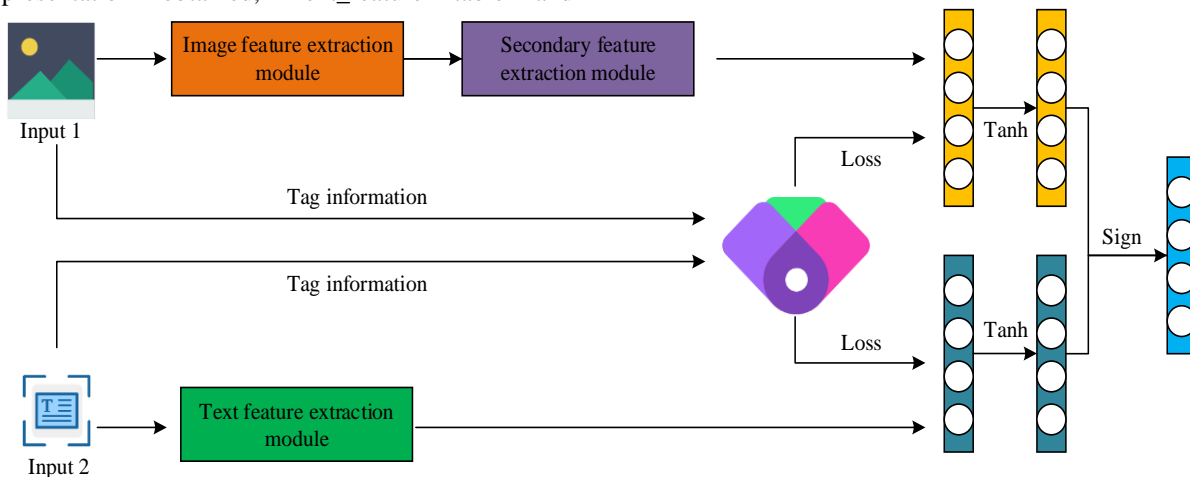 Image feature extraction
module
Secondary feature
extraction module
Input 1
Tanh
Loss
Tag information
Sign
Tag information
Tanh
Loss
Text feature extraction
module
T
Input 2